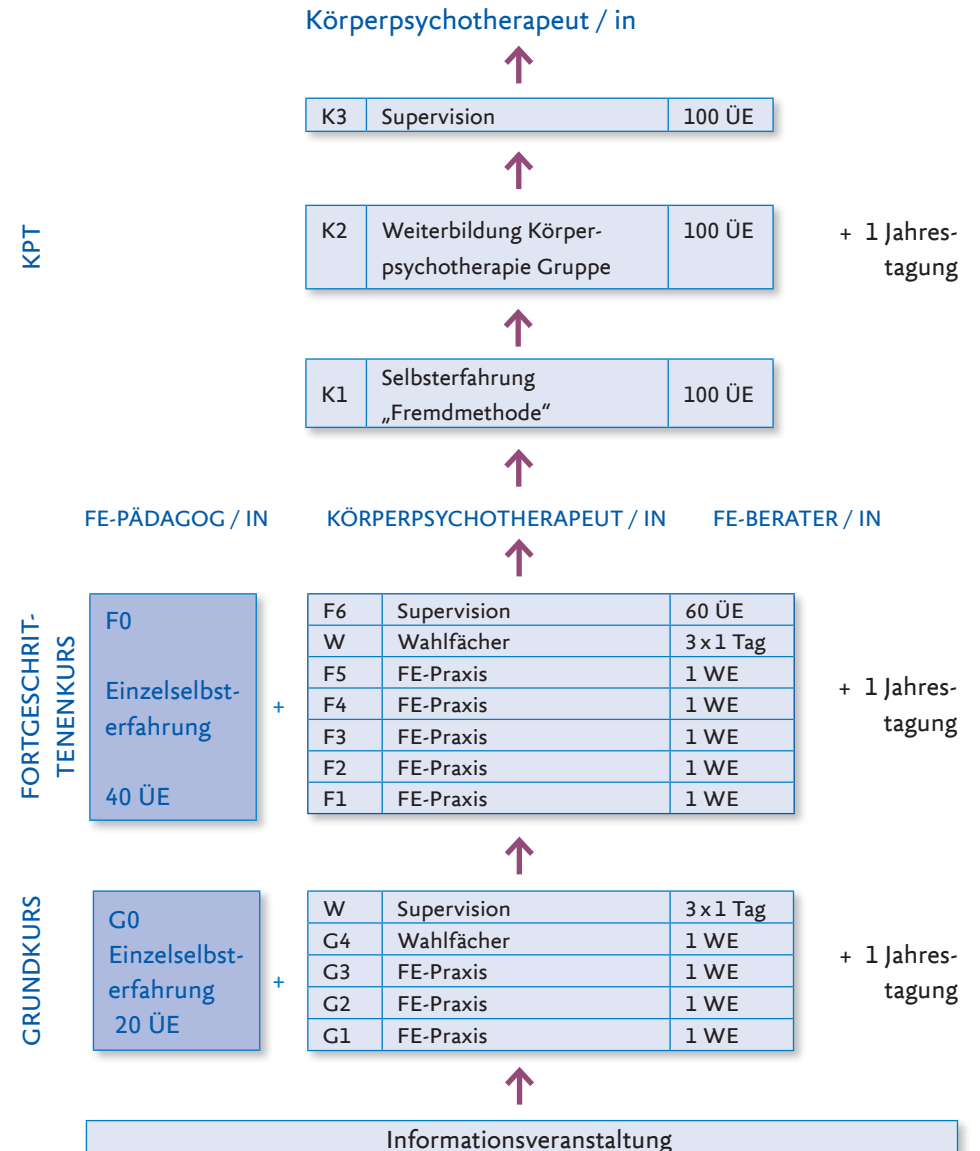 Körperpsychotherapeut / in
K3 Supervision 100 ÜE
KPT
K2 Weiterbildung Körper- 100 ÜE + 1 Jahres-
psychotherapie Gruppe tagung
K1 Selbsterfahrung 100 ÜE
„Fremdmethode“
FE-PÄDAGOG / IN KÖRPERPSYCHOTHERAPEUT / IN FE-BERATER / IN
FORTGESCHRIT-
TENENKURS
F0
Einzelselbst-
erfahrung
40 ÜE
+
F6 Supervision 60 ÜE
W Wahlfächer 3 x 1 Tag
F5 FE-Praxis 1 WE
F4 FE-Praxis 1 WE
F3 FE-Praxis 1 WE
F2 FE-Praxis 1 WE
F1 FE-Praxis 1 WE
+ 1 Jahres-
tagung
GRUNDKURS
G0
Einzelselbst-
erfahrung
20 ÜE
+
W Supervision 3 x 1 Tag
G4 Wahlfächer 1 WE
G3 FE-Praxis 1 WE
G2 FE-Praxis 1 WE
G1 FE-Praxis 1 WE
+ 1 Jahres-
tagung
Informationsveranstaltung